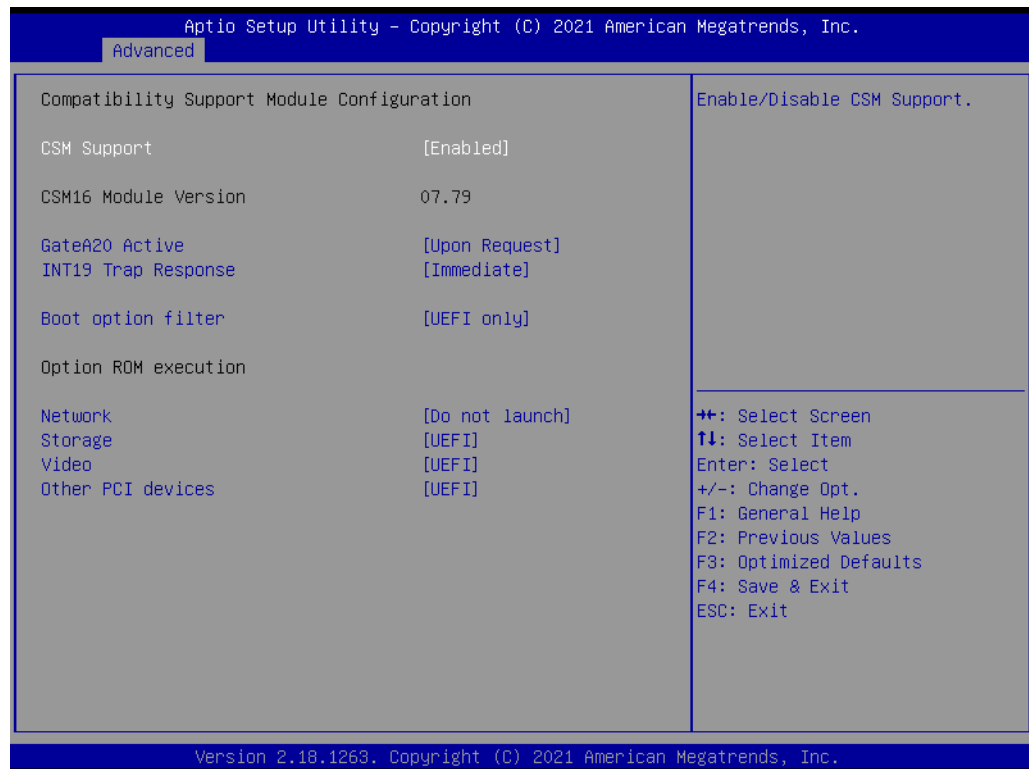 Aptio Setup Utility – Copyright (C) 2021 American Megatrends, Inc.
Advanced
Compatibility Support Module Configuration
CSM Support [Enabled]
CSM16 Module Version 07.79
GateA20 Active [Upon Request]
INT19 Trap Response [Immediate]
Boot option filter [UEFI only]
Option ROM execution
Network [Do not launch]
Storage [UEFI]
Video [UEFI]
Other PCI devices [UEFI]
Enable/Disable CSM Support.
→←: Select Screen
↑↓: Select Item
Enter: Select
+/-: Change Opt.
F1: General Help
F2: Previous Values
F3: Optimized Defaults
F4: Save & Exit
ESC: Exit
Version 2.18.1263. Copyright (C) 2021 American Megatrends, Inc.